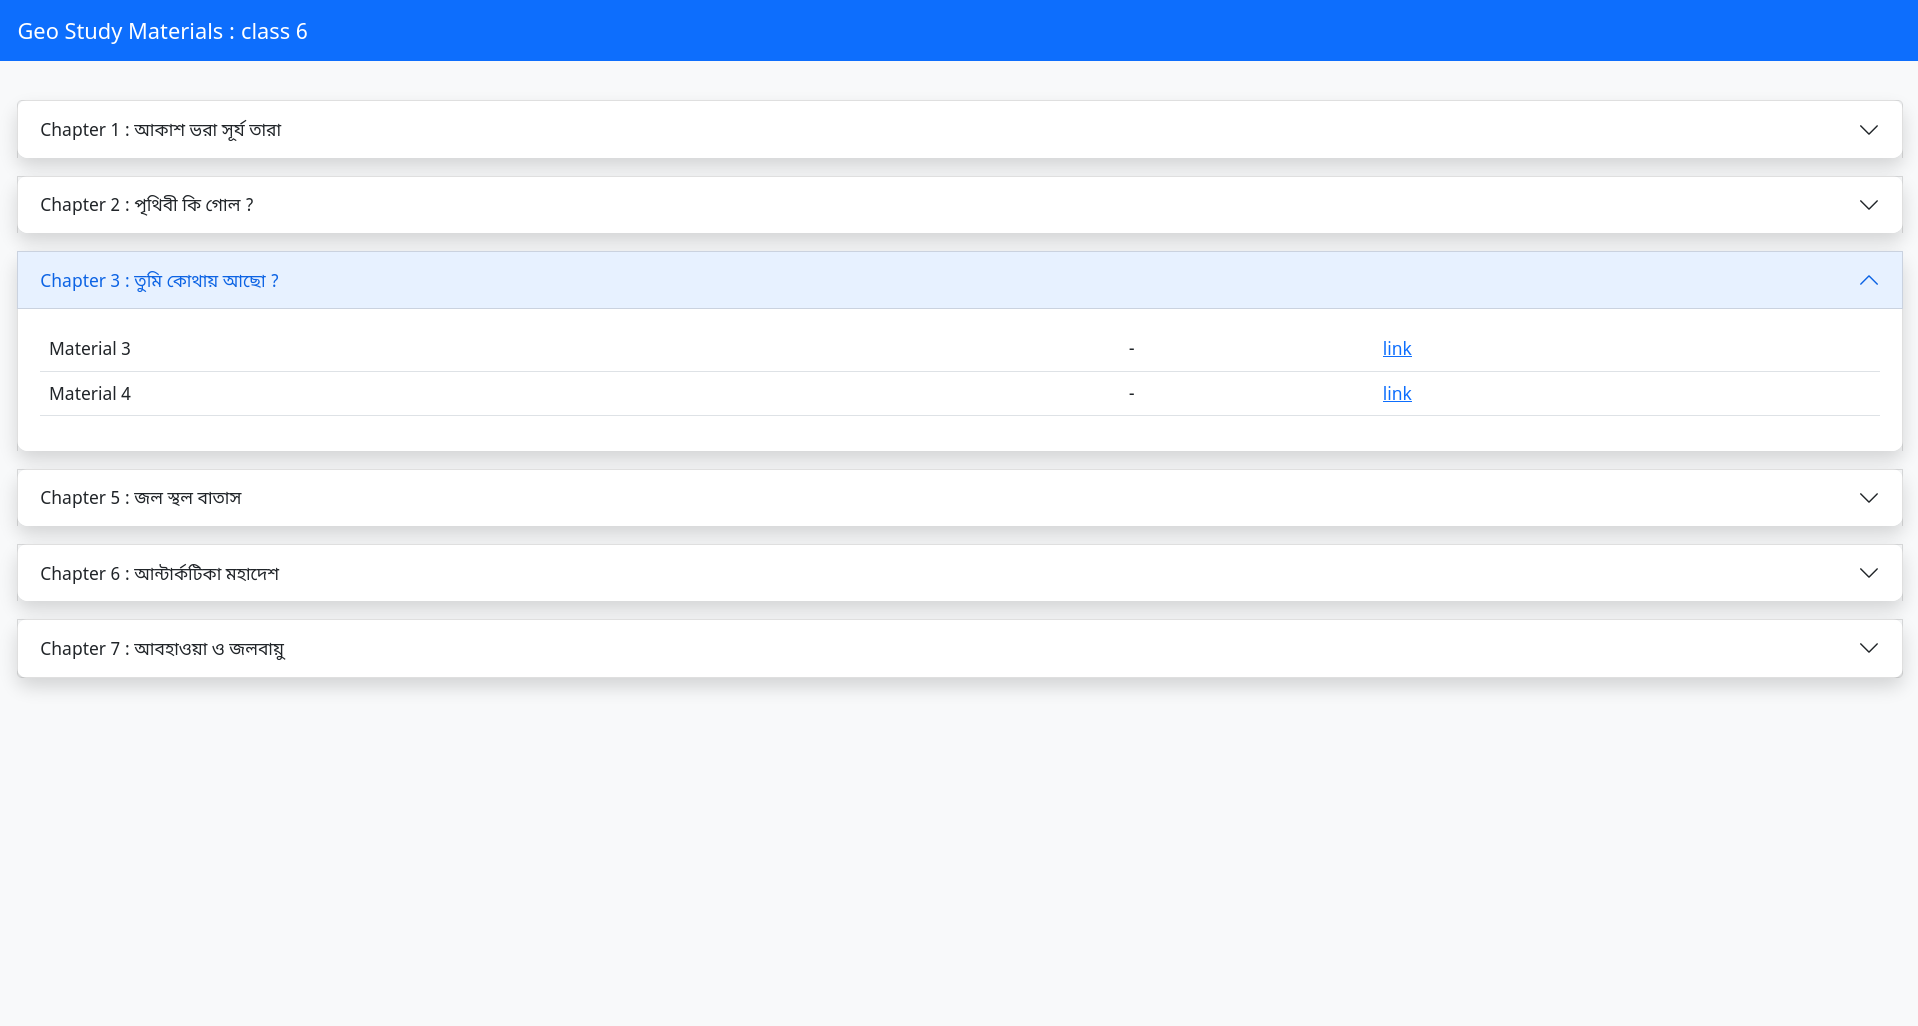 Geo Study Materials : class 6
Chapter 1 : আকাশ ভরা সূর্য তারা
Chapter 2 : পৃথিবী কি গোল ?
Chapter 3 : তুমি কোথায় আছো ?
Material 3 - link
Material 4 - link
Chapter 5 : জল স্থল বাতাস
Chapter 6 : আন্টার্কটিকা মহাদেশ
Chapter 7 : আবহাওয়া ও জলবায়ু